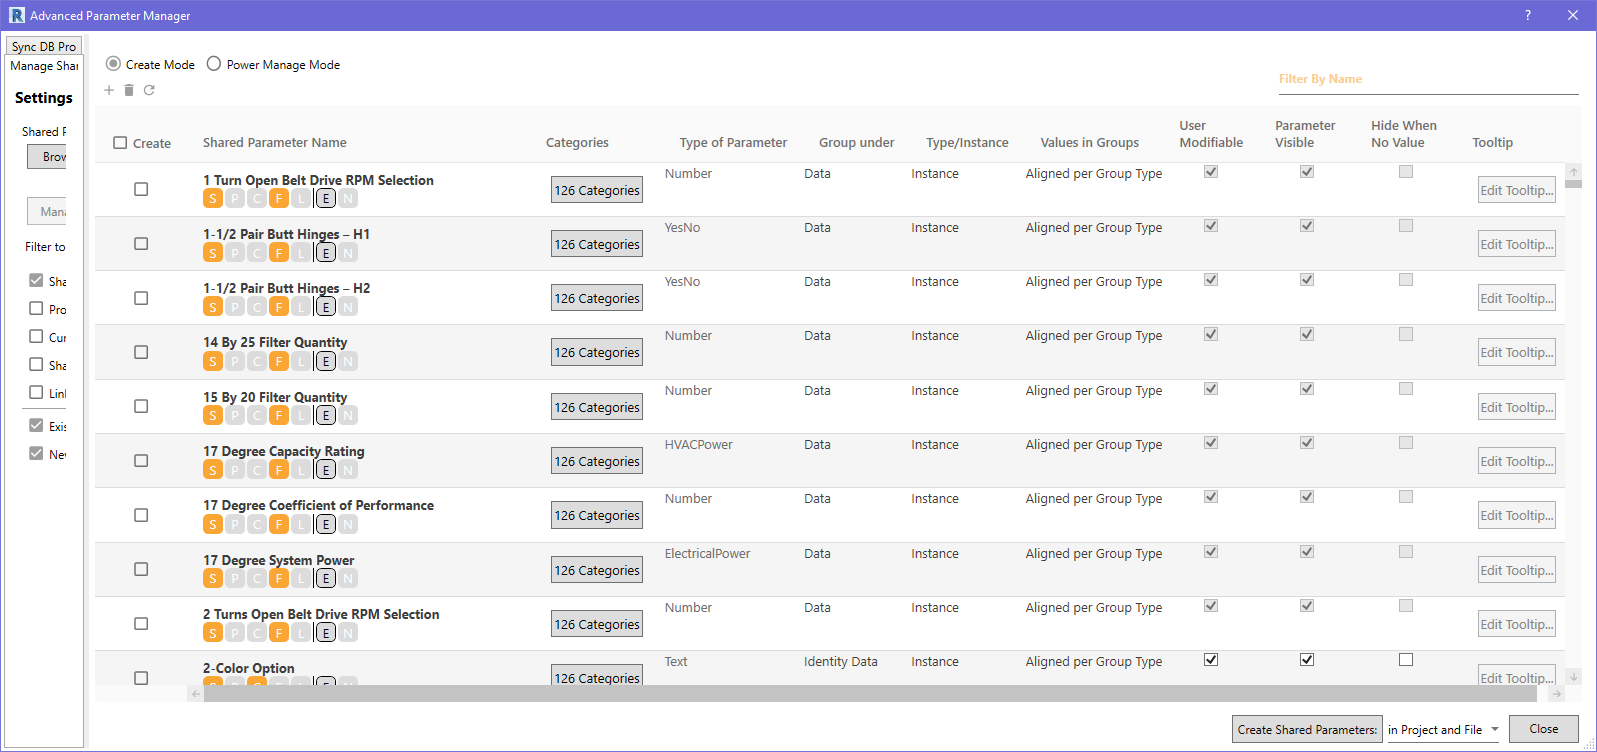 R Advanced Parameter Manager ?
Sync DB Pro
Manage Shar
Settings
Shared P
Brow
Mana
Filter to
Sha
Pro
Cur
Sha
Link
Exis
New
Create Mode Power Manage Mode
Filter By Name
Create Shared Parameter Name Categories Type of Parameter Group under Type/Instance Values in Groups User Modifiable Parameter Visible Hide When No Value Tooltip
1 Turn Open Belt Drive RPM Selection 126 Categories Number Data Instance Aligned per Group Type Edit Tooltip...
S P C F L E N
1-1/2 Pair Butt Hinges – H1 126 Categories YesNo Data Instance Aligned per Group Type Edit Tooltip...
S P C F L E N
1-1/2 Pair Butt Hinges – H2 126 Categories YesNo Data Instance Aligned per Group Type Edit Tooltip...
S P C F L E N
14 By 25 Filter Quantity 126 Categories Number Data Instance Aligned per Group Type Edit Tooltip...
S P C F L E N
15 By 20 Filter Quantity 126 Categories Number Data Instance Aligned per Group Type Edit Tooltip...
S P C F L E N
17 Degree Capacity Rating 126 Categories HVACPower Data Instance Aligned per Group Type Edit Tooltip...
S P C F L E N
17 Degree Coefficient of Performance 126 Categories Number Data Instance Aligned per Group Type Edit Tooltip...
S P C F L E N
17 Degree System Power 126 Categories ElectricalPower Data Instance Aligned per Group Type Edit Tooltip...
S P C F L E N
2 Turns Open Belt Drive RPM Selection 126 Categories Number Data Instance Aligned per Group Type Edit Tooltip...
S P C F L E N
2-Color Option 126 Categories Text Identity Data Instance Aligned per Group Type Edit Tooltip...
Create Shared Parameters: in Project and File Close